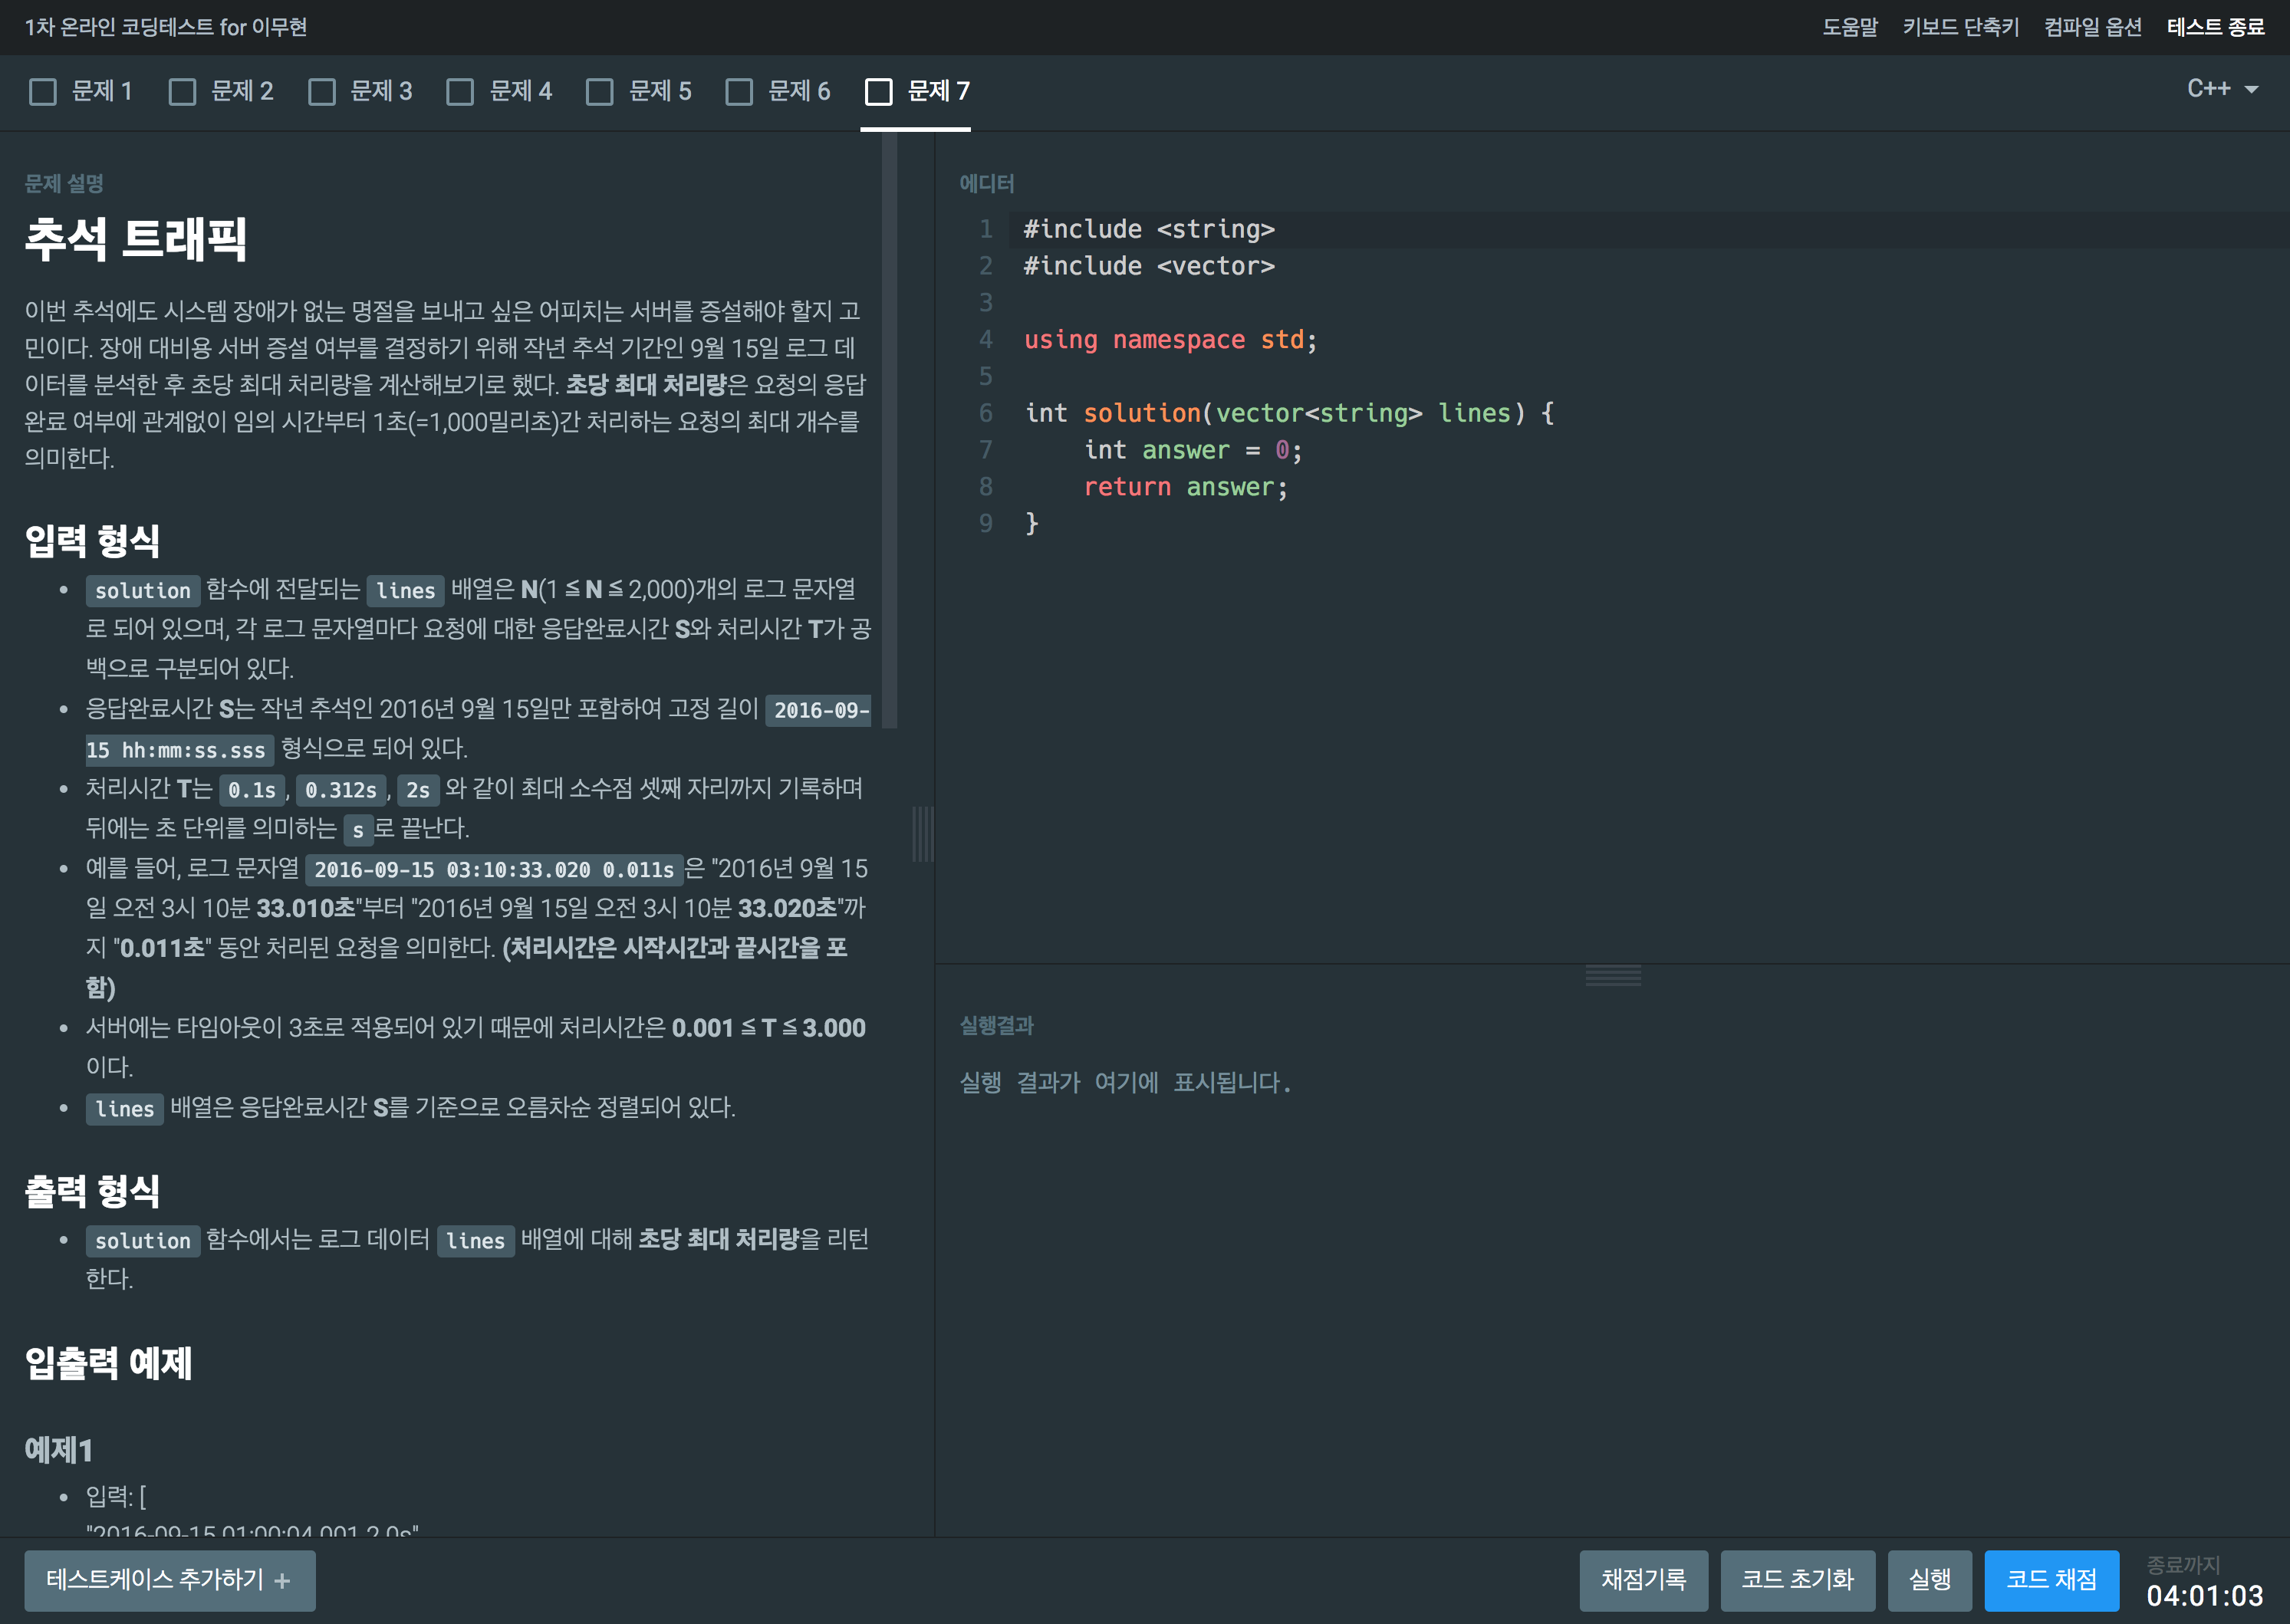 1차 온라인 코딩테스트 for 이무현
도움말 키보드 단축키 컴파일 옵션 테스트 종료
문제 1 문제 2 문제 3 문제 4 문제 5 문제 6 문제 7
C++
문제 설명
추석 트래픽
이번 추석에도 시스템 장애가 없는 명절을 보내고 싶은 어피치는 서버를 증설해야 할지 고
민이다. 장애 대비용 서버 증설 여부를 결정하기 위해 작년 추석 기간인 9월 15일 로그 데
이터를 분석한 후 초당 최대 처리량을 계산해보기로 했다. 초당 최대 처리량은 요청의 응답
완료 여부에 관계없이 임의 시간부터 1초(=1,000밀리초)간 처리하는 요청의 최대 개수를
의미한다.
입력 형식
• solution 함수에 전달되는 lines 배열은 N(1 ≦ N ≦ 2,000)개의 로그 문자열
로 되어 있으며, 각 로그 문자열마다 요청에 대한 응답완료시간 S와 처리시간 T가 공
백으로 구분되어 있다.
• 응답완료시간 S는 작년 추석인 2016년 9월 15일만 포함하여 고정 길이 2016-09-
15 hh:mm:ss.sss 형식으로 되어 있다.
• 처리시간 T는 0.1s, 0.312s, 2s 와 같이 최대 소수점 셋째 자리까지 기록하며
뒤에는 초 단위를 의미하는 s로 끝난다.
• 예를 들어, 로그 문자열 2016-09-15 03:10:33.020 0.011s은 "2016년 9월 15
일 오전 3시 10분 33.010초"부터 "2016년 9월 15일 오전 3시 10분 33.020초"까
지 "0.011초" 동안 처리된 요청을 의미한다. (처리시간은 시작시간과 끝시간을 포
함)
• 서버에는 타임아웃이 3초로 적용되어 있기 때문에 처리시간은 0.001 ≦ T ≦ 3.000
이다.
• lines 배열은 응답완료시간 S를 기준으로 오름차순 정렬되어 있다.
출력 형식
• solution 함수에서는 로그 데이터 lines 배열에 대해 초당 최대 처리량을 리턴
한다.
입출력 예제
예제1
• 입력: [
"2016-09-15 01:00:04.001 2.0s"
에디터
1 #include <string>
2 #include <vector>
3
4 using namespace std;
5
6 int solution(vector<string> lines) {
7 int answer = 0;
8 return answer;
9 }
실행결과
실행 결과가 여기에 표시됩니다.
테스트케이스 추가하기 +
채점기록 코드 초기화 실행 코드 채점
종료까지
04:01:03